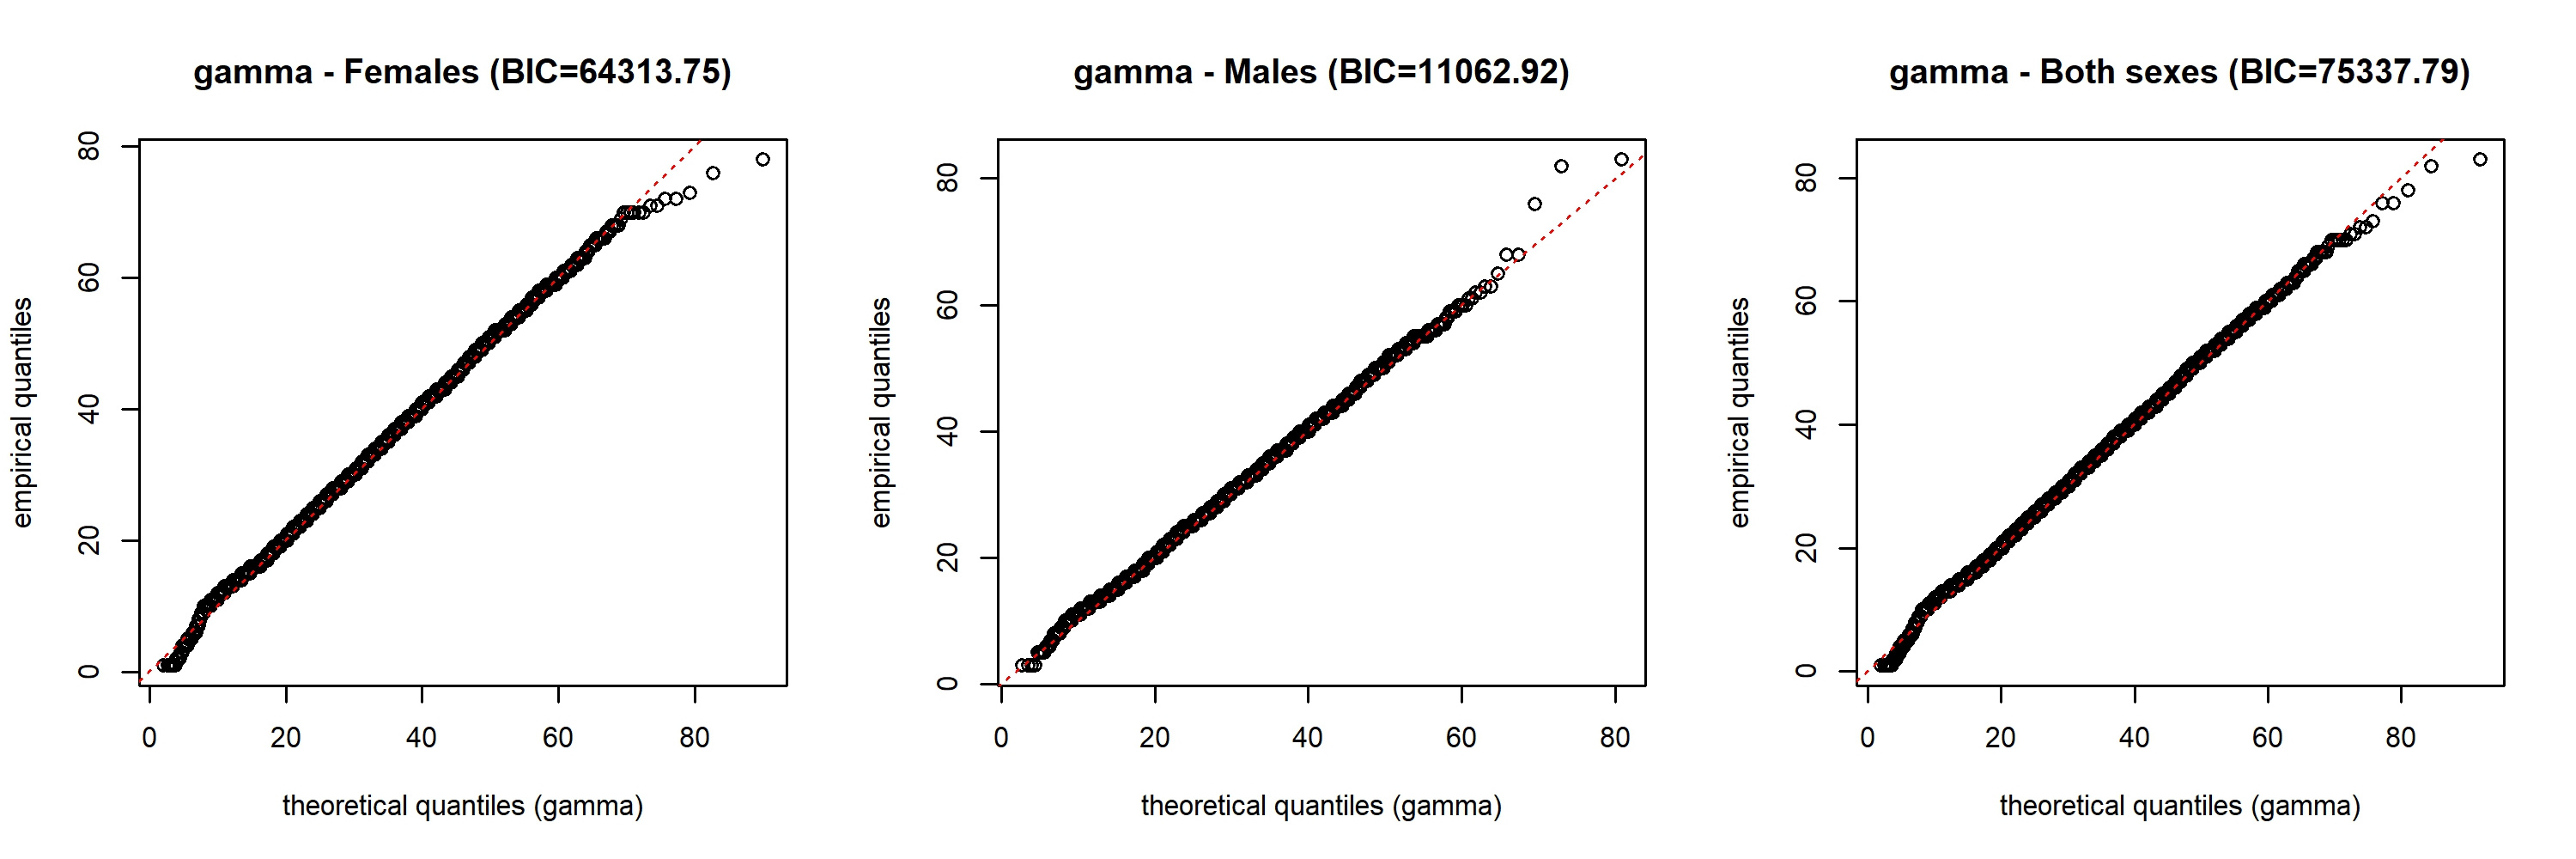 gamma - Females (BIC=64313.75)
empirical quantiles
80
60
40
20
0
0 20 40 60 80
theoretical quantiles (gamma)
gamma - Males (BIC=11062.92)
empirical quantiles
80
60
40
20
0
0 20 40 60 80
theoretical quantiles (gamma)
gamma - Both sexes (BIC=75337.79)
empirical quantiles
80
60
40
20
0
0 20 40 60 80
theoretical quantiles (gamma)